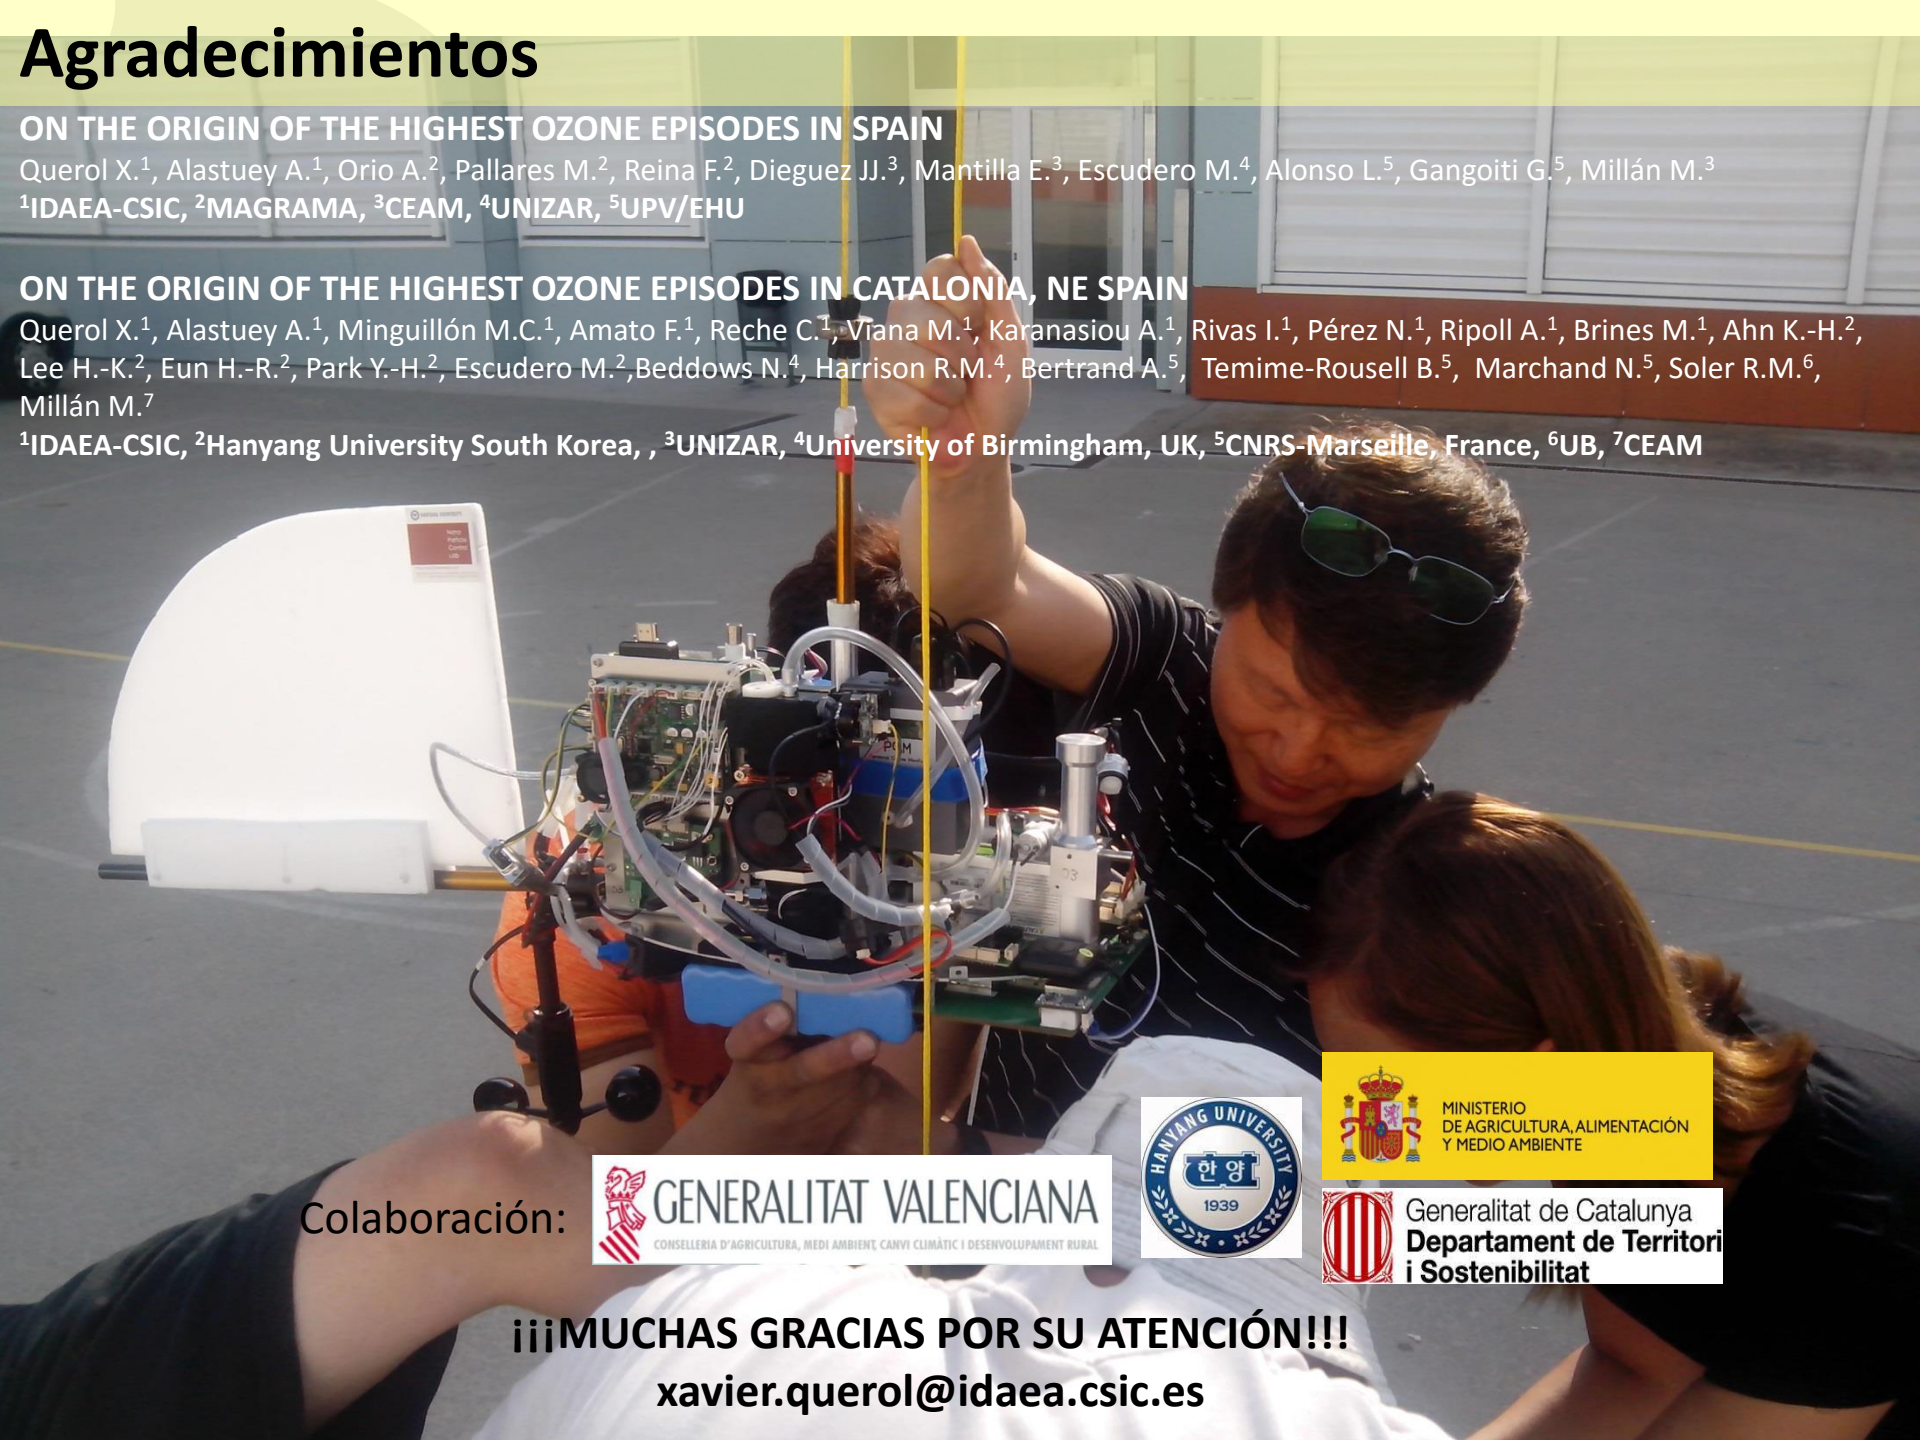 Agradecimientos
ON THE ORIGIN OF THE HIGHEST OZONE EPISODES IN SPAIN
Querol X.¹, Alastuey A.¹, Orio A.², Pallares M.², Reina F.², Dieguez JJ.³, Mantilla E.³, Escudero M.⁴, Alonso L.⁵, Gangoiti G.⁵, Millán M.³
¹IDAEA-CSIC, ²MAGRAMA, ³CEAM, ⁴UNIZAR, ⁵UPV/EHU
ON THE ORIGIN OF THE HIGHEST OZONE EPISODES IN CATALONIA, NE SPAIN
Querol X.¹, Alastuey A.¹, Minguillón M.C.¹, Amato F.¹, Reche C.¹, Viana M.¹, Karanasiou A.¹, Rivas I.¹, Pérez N.¹, Ripoll A.¹, Brines M.¹, Ahn K.-H.²,
Lee H.-K.², Eun H.-R.², Park Y.-H.², Escudero M.²,Beddows N.⁴, Harrison R.M.⁴, Bertrand A.⁵, Temime-Rousell B.⁵, Marchand N.⁵, Soler R.M.⁶,
Millán M.⁷
¹IDAEA-CSIC, ²Hanyang University South Korea, , ³UNIZAR, ⁴University of Birmingham, UK, ⁵CNRS-Marseille, France, ⁶UB, ⁷CEAM
POM
03
MINISTERIO
DE AGRICULTURA, ALIMENTACIÓN
Y MEDIO AMBIENTE
HANYANG UNIVERSITY
한양
1939
Colaboración:
GENERALITAT VALENCIANA
CONSELLERIA D'AGRICULTURA, MEDI AMBIENT, CANVI CLIMÀTIC I DESENVOLUPAMENT RURAL
Generalitat de Catalunya
Departament de Territori
i Sostenibilitat
¡¡¡MUCHAS GRACIAS POR SU ATENCIÓN!!!
xavier.querol@idaea.csic.es